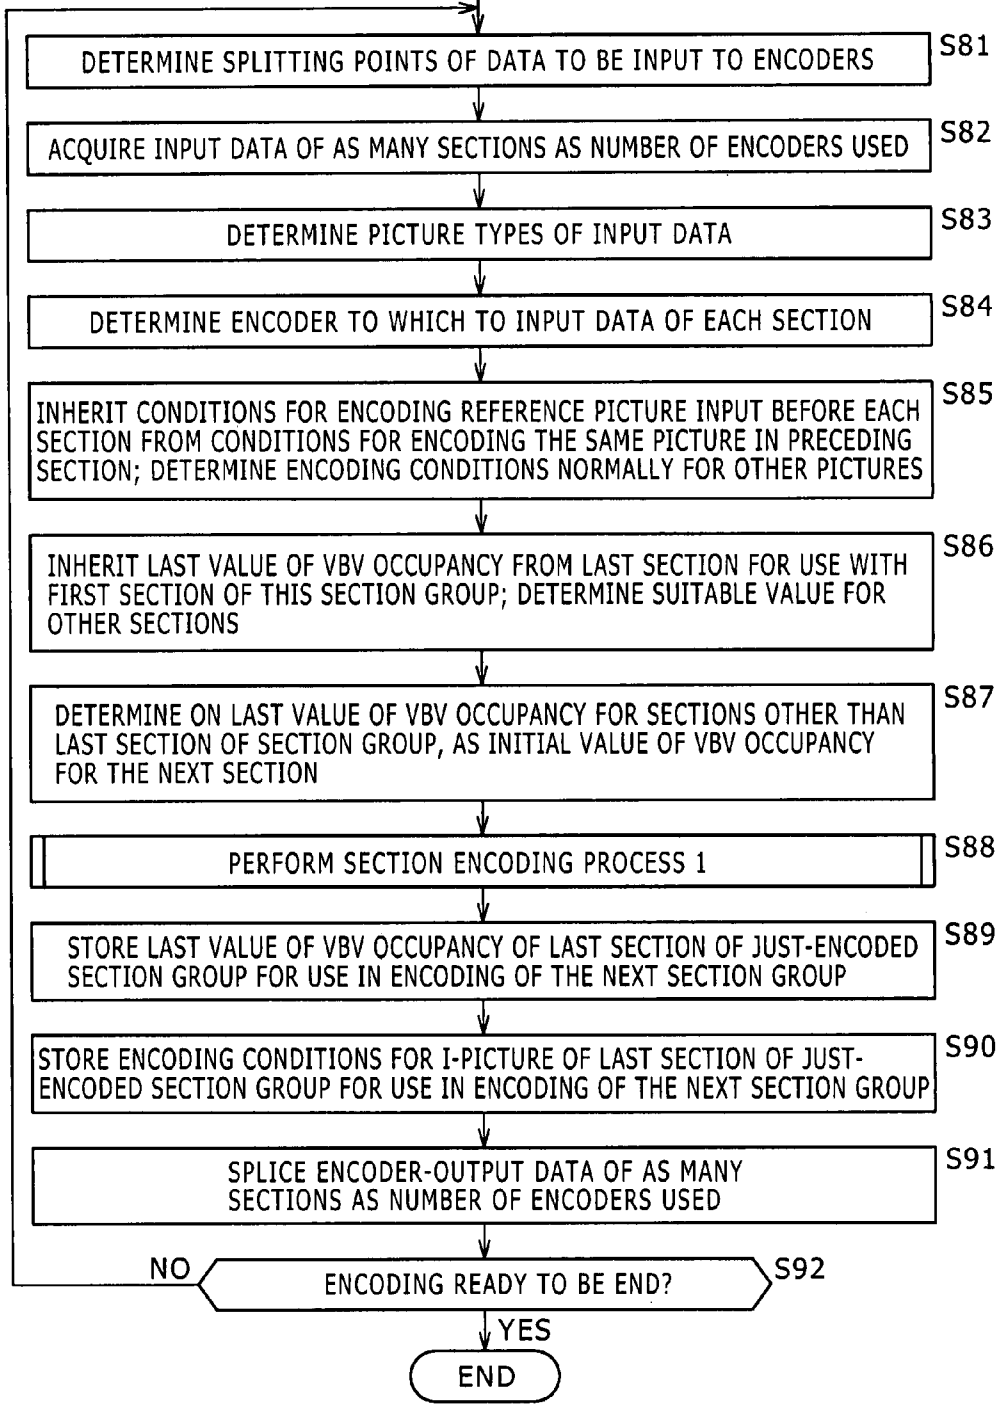 DETERMINE SPLITTING POINTS OF DATA TO BE INPUT TO ENCODERS
S81
ACQUIRE INPUT DATA OF AS MANY SECTIONS AS NUMBER OF ENCODERS USED
S82
DETERMINE PICTURE TYPES OF INPUT DATA
S83
DETERMINE ENCODER TO WHICH TO INPUT DATA OF EACH SECTION
S84
INHERIT CONDITIONS FOR ENCODING REFERENCE PICTURE INPUT BEFORE EACH
SECTION FROM CONDITIONS FOR ENCODING THE SAME PICTURE IN PRECEDING
SECTION; DETERMINE ENCODING CONDITIONS NORMALLY FOR OTHER PICTURES
S85
INHERIT LAST VALUE OF VBV OCCUPANCY FROM LAST SECTION FOR USE WITH
FIRST SECTION OF THIS SECTION GROUP; DETERMINE SUITABLE VALUE FOR
OTHER SECTIONS
S86
DETERMINE ON LAST VALUE OF VBV OCCUPANCY FOR SECTIONS OTHER THAN
LAST SECTION OF SECTION GROUP, AS INITIAL VALUE OF VBV OCCUPANCY
FOR THE NEXT SECTION
S87
PERFORM SECTION ENCODING PROCESS 1
S88
STORE LAST VALUE OF VBV OCCUPANCY OF LAST SECTION OF JUST-ENCODED
SECTION GROUP FOR USE IN ENCODING OF THE NEXT SECTION GROUP
S89
STORE ENCODING CONDITIONS FOR I-PICTURE OF LAST SECTION OF JUST-
ENCODED SECTION GROUP FOR USE IN ENCODING OF THE NEXT SECTION GROUP
S90
SPLICE ENCODER-OUTPUT DATA OF AS MANY
SECTIONS AS NUMBER OF ENCODERS USED
S91
NO
ENCODING READY TO BE END?
S92
YES
END